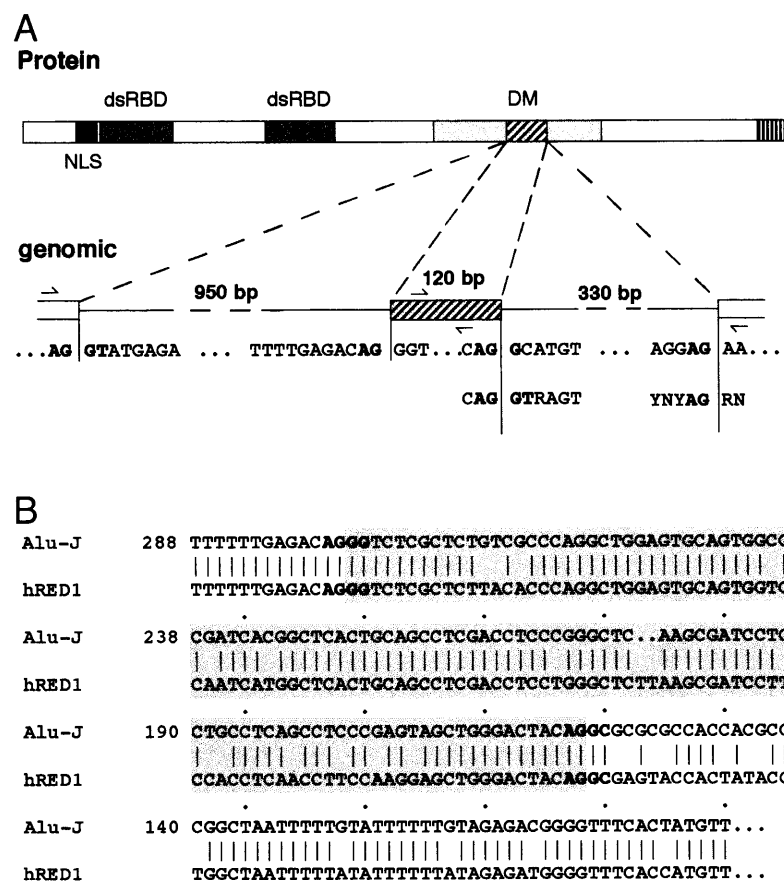 A
Protein
dsRBD dsRBD DM
NLS
genomic
950 bp 120 bp 330 bp
...AG GTATGAGA ... TTTTGAGACAG GGT...CAG GCATGT ... AGGAG AA...
CAG GTRAGT YNYAG RN
B
Alu-J 288 TTTTTTGAGACAGGGTCTCGCTCTGTCGCCCAGGCTGGAGTGCAGTGGCG
hRED1 TTTTTTGAGACAGGGTCTCGCTCTTACACCCAGGCTGGAGTGCAGTGGTG
Alu-J 238 CGATCACGGCTCACTGCAGCCTCGACCTCCCGGGCTC..AAGCGATCCTC
hRED1 CAATCATGGCTCACTGCAGCCTCGACCTCCTGGGCTCTTAAGCGATCCTT
Alu-J 190 CTGCCTCAGCCTCCCGAGTAGCTGGGACTACAGGCGCGCGCCACCACGCC
hRED1 CCACCTCAACCTTCCAAGGAGCTGGGACTACAGGCGAGTACCACTATACC
Alu-J 140 CGGCTAATTTTTGTATTTTTTGTAGAGACGGGGTTTCACTATGTT...
hRED1 TGGCTAATTTTTATATTTTTTATAGAGATGGGGTTTCACCATGTT...